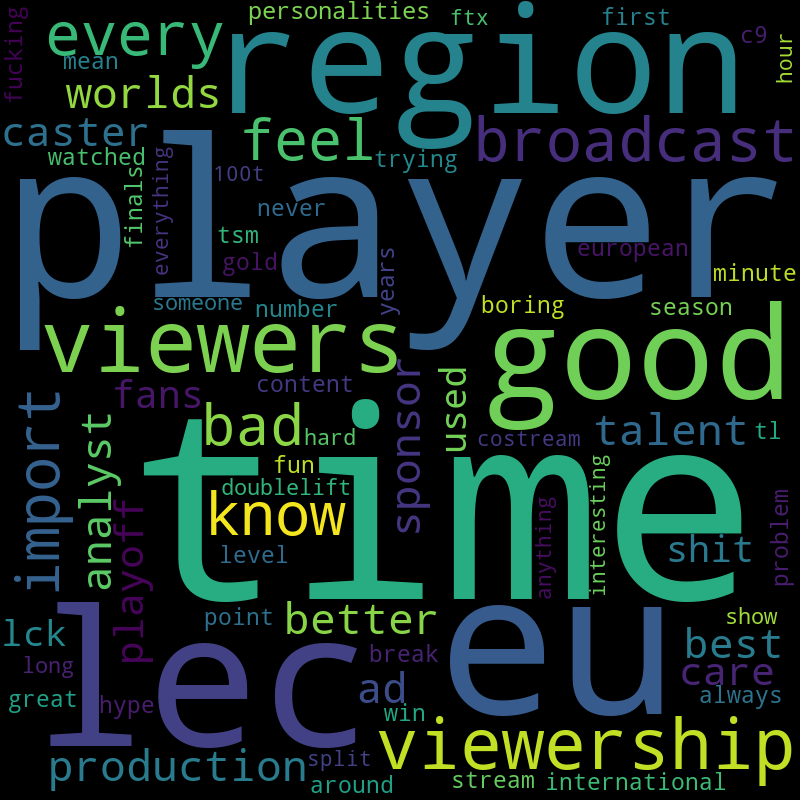 personalities
ftx
first
c9
fucking
every
region
hour
mean
worlds
caster
feel
broadcast
watched
trying
finals
everything
100t
player
never
tsm
european
gold
years
minute
someone
number
boring
season
viewers
good
content
fans
import
bad
sponsor
used
talent
tl
analyst
hard
costream
fun
time
doublelift
interesting
problem
know
playoff
anything
shit
level
lec
eu
point
better
show
lck
best
break
long
care
ad
always
great
hype
win
viewership
production
split
stream
international
around